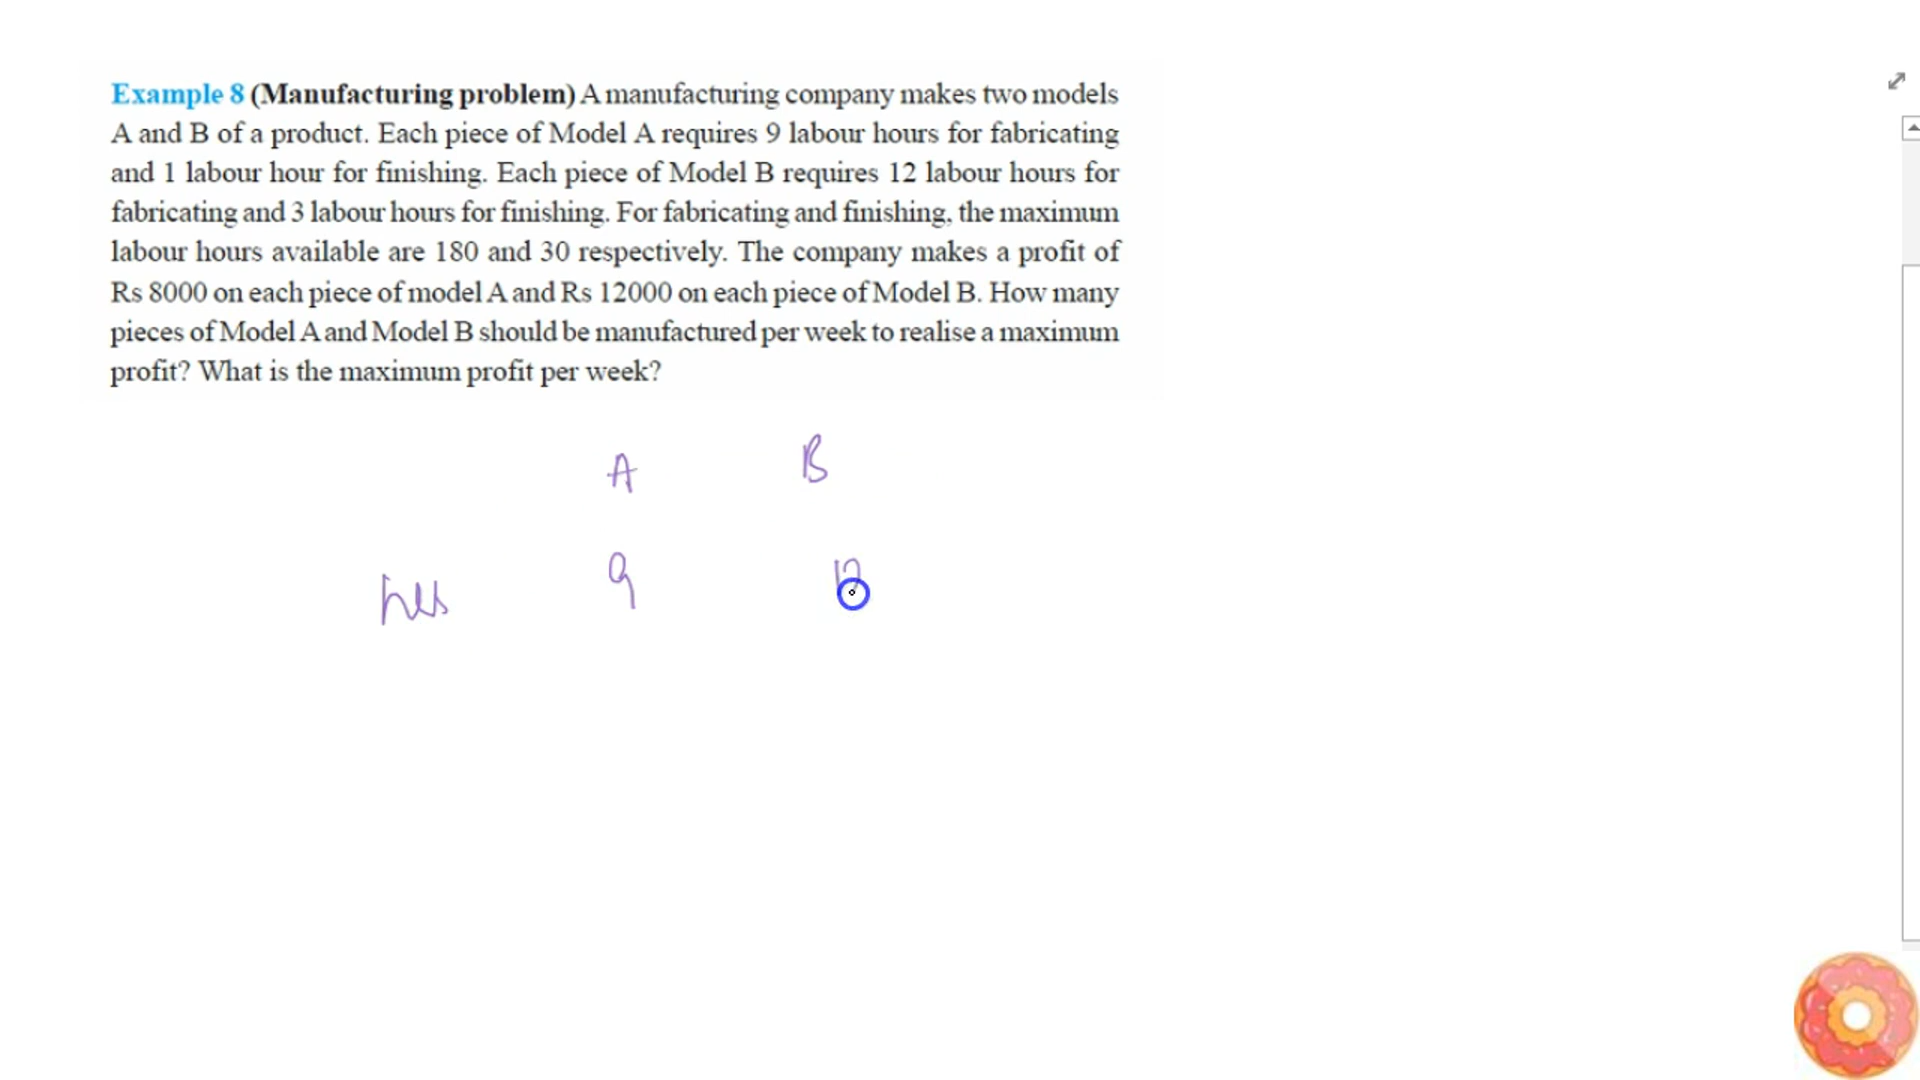 Example 8 (Manufacturing problem) A manufacturing company makes two models
A and B of a product. Each piece of Model A requires 9 labour hours for fabricating
and 1 labour hour for finishing. Each piece of Model B requires 12 labour hours for
fabricating and 3 labour hours for finishing. For fabricating and finishing, the maximum
labour hours available are 180 and 30 respectively. The company makes a profit of
Rs 8000 on each piece of model A and Rs 12000 on each piece of Model B. How many
pieces of Model A and Model B should be manufactured per week to realise a maximum
profit? What is the maximum profit per week?
A B
hrs 9 12